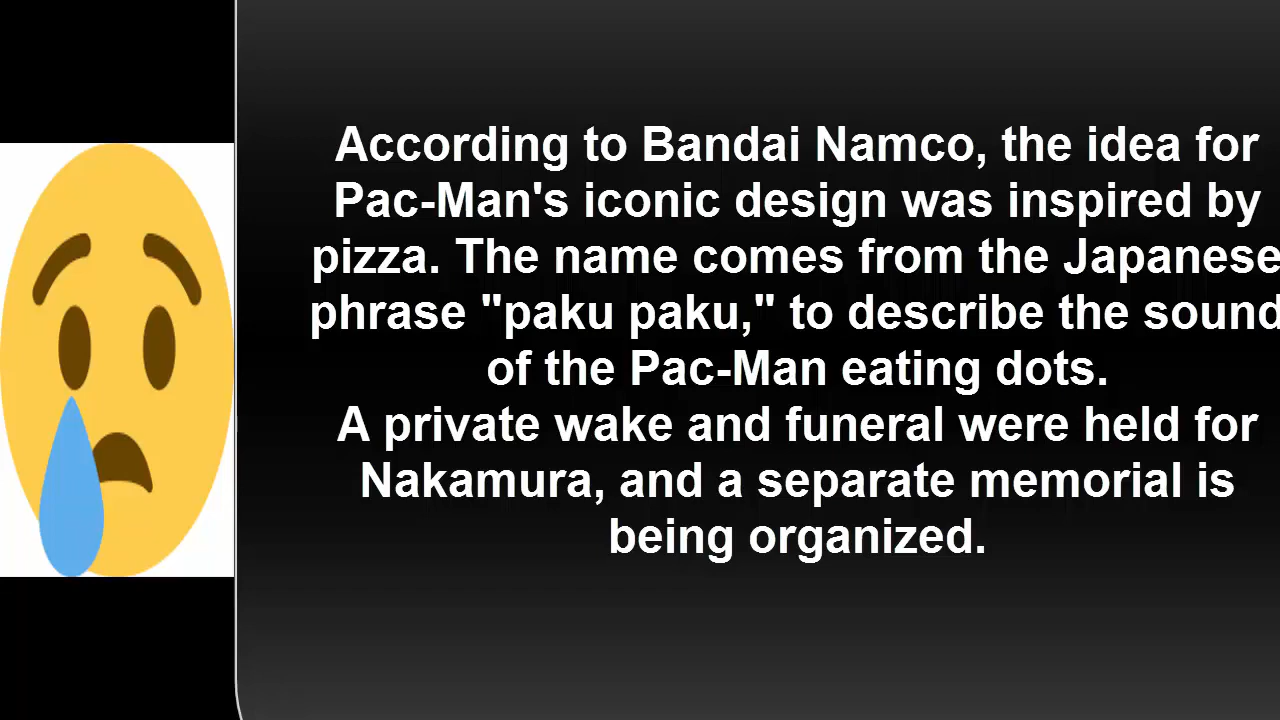 According to Bandai Namco, the idea for
Pac-Man's iconic design was inspired by
pizza. The name comes from the Japanese
phrase "paku paku," to describe the sound
of the Pac-Man eating dots.
A private wake and funeral were held for
Nakamura, and a separate memorial is
being organized.